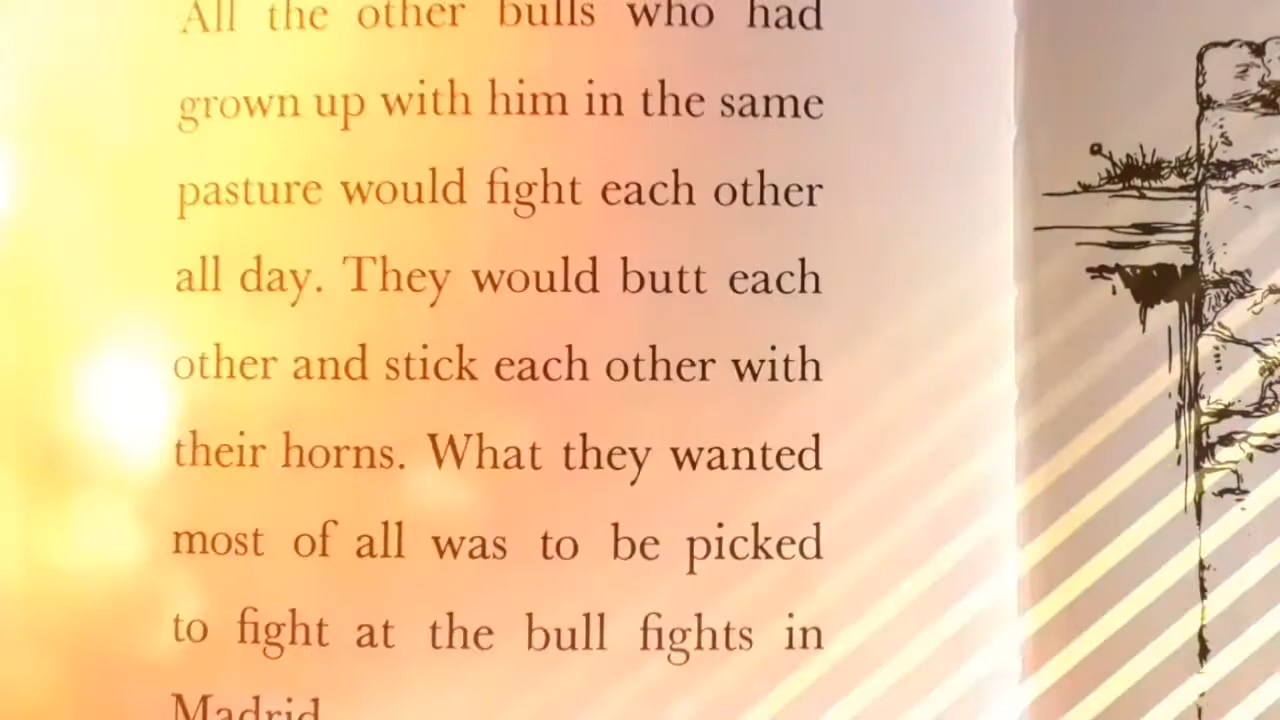 All the other bulls who had
grown up with him in the same
pasture would fight each other
all day. They would butt each
other and stick each other with
their horns. What they wanted
most of all was to be picked
to fight at the bull fights in
Madrid.